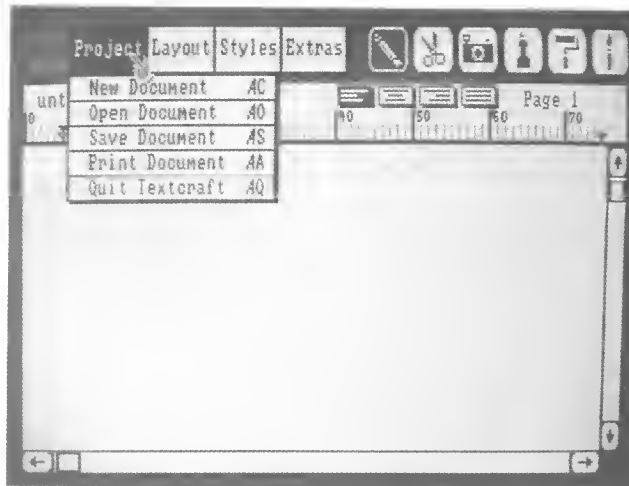 Project Layout Styles Extras
New Document AC
Open Document AO
Save Document AS
Print Document AA
Quit Textcraft AQ
unt
Page 1
0 40 50 60 70